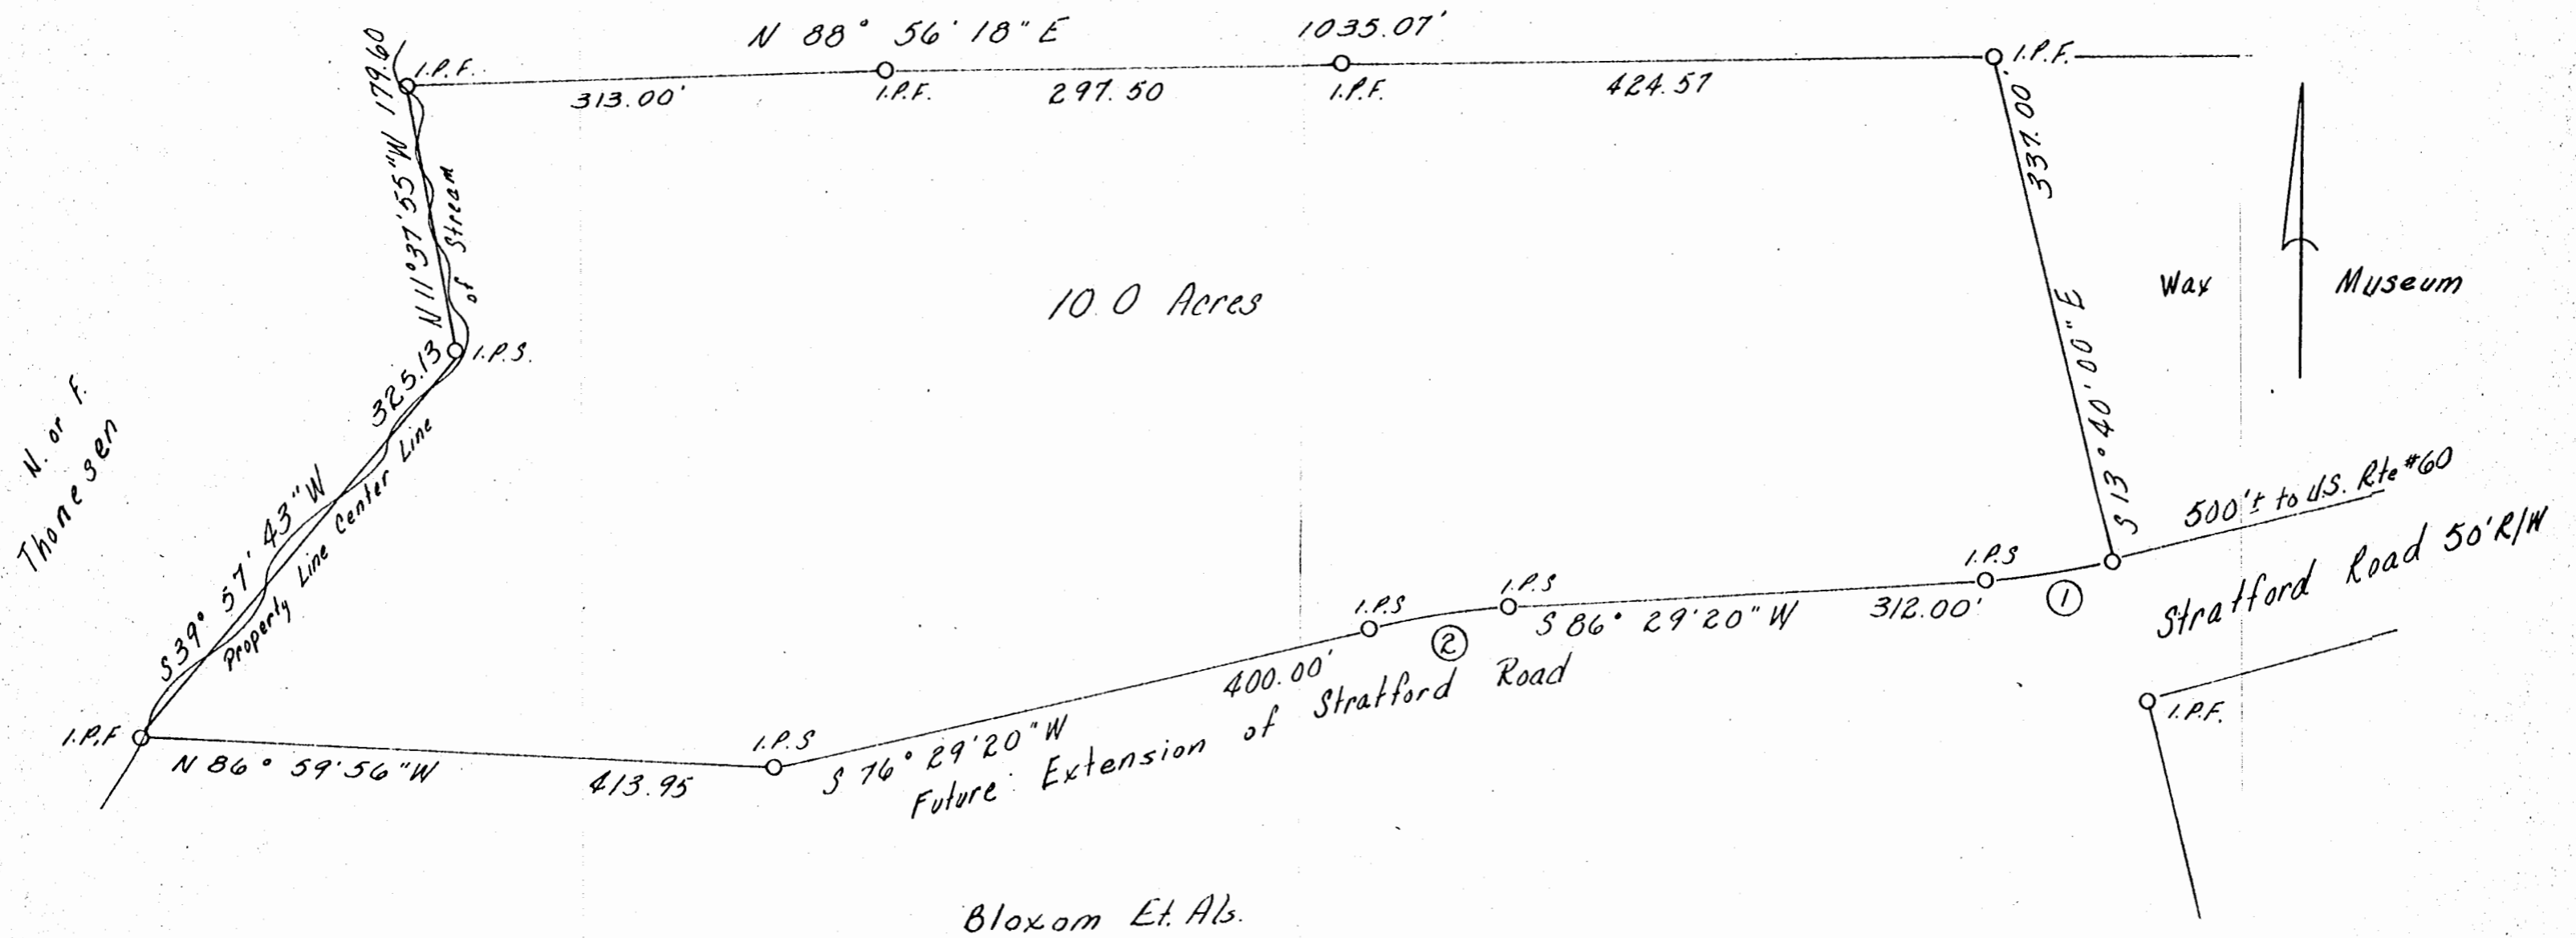 N 88° 56' 18" E 1035.07'
I.P.F. I.P.F. I.P.F. I.P.F.
313.00' 297.50 424.57
N 11° 37' 55" W 179.60
of Stream
I.P.S.
337.00'
S 13° 40' 00" E
Wax Museum
10.0 Acres
N. or F.
Thonesen
S 39° 57' 43" W 325.13
Property Line Center Line
I.P.F
N 86° 59' 56" W 413.95
I.P.S
S 76° 29' 20" W 400.00'
I.P.S
2
I.P.S
S 86° 29' 20" W 312.00'
I.P.S
1
500'± to U.S. Rte #60
Stratford Road 50' R/W
I.P.F.
Future Extension of Stratford Road
Bloxom Et. Als.